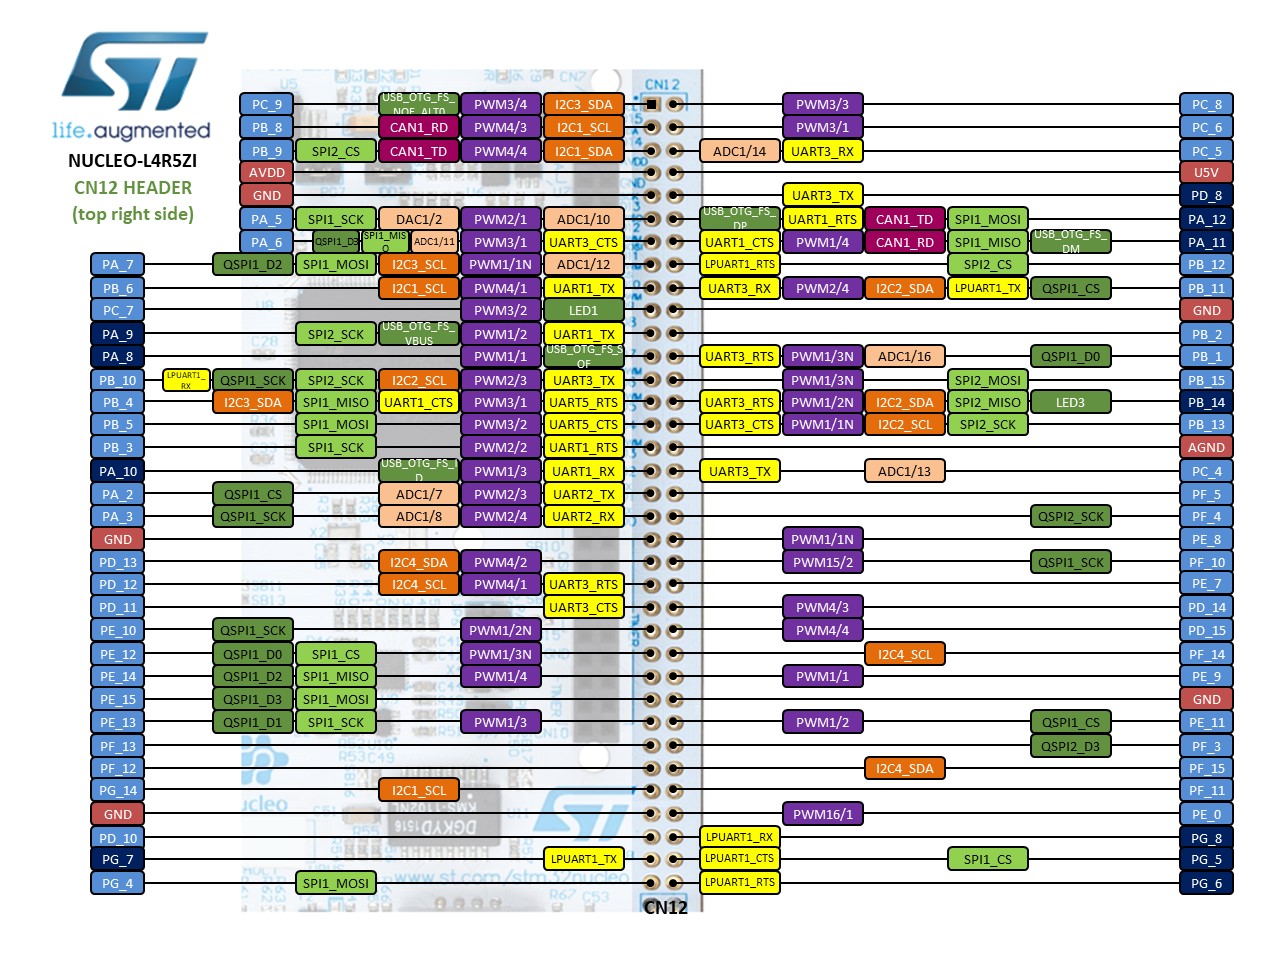 ST
life.augmented
NUCLEO-L4R5ZI
CN12 HEADER
(top right side)
CN7
CN12
PC_9 USB_OTG_FS_NOE_ALT0 PWM3/4 I2C3_SDA PWM3/3 PC_8
PB_8 CAN1_RD PWM4/3 I2C1_SCL PWM3/1 PC_6
PB_9 SPI2_CS CAN1_TD PWM4/4 I2C1_SDA ADC1/14 UART3_RX PC_5
AVDD U5V
GND UART3_TX PD_8
PA_5 SPI1_SCK DAC1/2 PWM2/1 ADC1/10 USB_OTG_FS_DP UART1_RTS CAN1_TD SPI1_MOSI PA_12
PA_6 QSPI1_D3 SPI1_MISO ADC1/11 PWM3/1 UART3_CTS UART1_CTS PWM1/4 CAN1_RD SPI1_MISO USB_OTG_FS_DM PA_11
PA_7 QSPI1_D2 SPI1_MOSI I2C3_SCL PWM1/1N ADC1/12 LPUART1_RTS SPI2_CS PB_12
PB_6 I2C1_SCL PWM4/1 UART1_TX UART3_RX PWM2/4 I2C2_SDA LPUART1_TX QSPI1_CS PB_11
PC_7 PWM3/2 LED1 GND
PA_9 SPI2_SCK USB_OTG_FS_VBUS PWM1/2 UART1_TX PB_2
PA_8 PWM1/1 USB_OTG_FS_SOF UART3_RTS PWM1/3N ADC1/16 QSPI1_D0 PB_1
PB_10 LPUART1_RX QSPI1_SCK SPI2_SCK I2C2_SCL PWM2/3 UART3_TX PWM1/3N SPI2_MOSI PB_15
PB_4 I2C3_SDA SPI1_MISO UART1_CTS PWM3/1 UART5_RTS UART3_RTS PWM1/2N I2C2_SDA SPI2_MISO LED3 PB_14
PB_5 SPI1_MOSI PWM3/2 UART5_CTS UART3_CTS PWM1/1N I2C2_SCL SPI2_SCK PB_13
PB_3 SPI1_SCK PWM2/2 UART1_RTS AGND
PA_10 USB_OTG_FS_ID PWM1/3 UART1_RX UART3_TX ADC1/13 PC_4
PA_2 QSPI1_CS ADC1/7 PWM2/3 UART2_TX PF_5
PA_3 QSPI1_SCK ADC1/8 PWM2/4 UART2_RX QSPI2_SCK PF_4
GND PWM1/1N PE_8
PD_13 I2C4_SDA PWM4/2 PWM15/2 QSPI1_SCK PF_10
PD_12 I2C4_SCL PWM4/1 UART3_RTS PE_7
PD_11 UART3_CTS PWM4/3 PD_14
PE_10 QSPI1_SCK PWM1/2N PWM4/4 PD_15
PE_12 QSPI1_D0 SPI1_CS PWM1/3N I2C4_SCL PF_14
PE_14 QSPI1_D2 SPI1_MISO PWM1/4 PWM1/1 PE_9
PE_15 QSPI1_D3 SPI1_MOSI GND
PE_13 QSPI1_D1 SPI1_SCK PWM1/3 PWM1/2 QSPI1_CS PE_11
PF_13 QSPI2_D3 PF_3
PF_12 I2C4_SDA PF_15
PG_14 I2C1_SCL PF_11
GND PWM16/1 PE_0
PD_10 LPUART1_RX PG_8
PG_7 LPUART1_TX LPUART1_CTS SPI1_CS PG_5
PG_4 SPI1_MOSI LPUART1_RTS PG_6
www.st.com/stm32nucleo
R67 C53
CN12